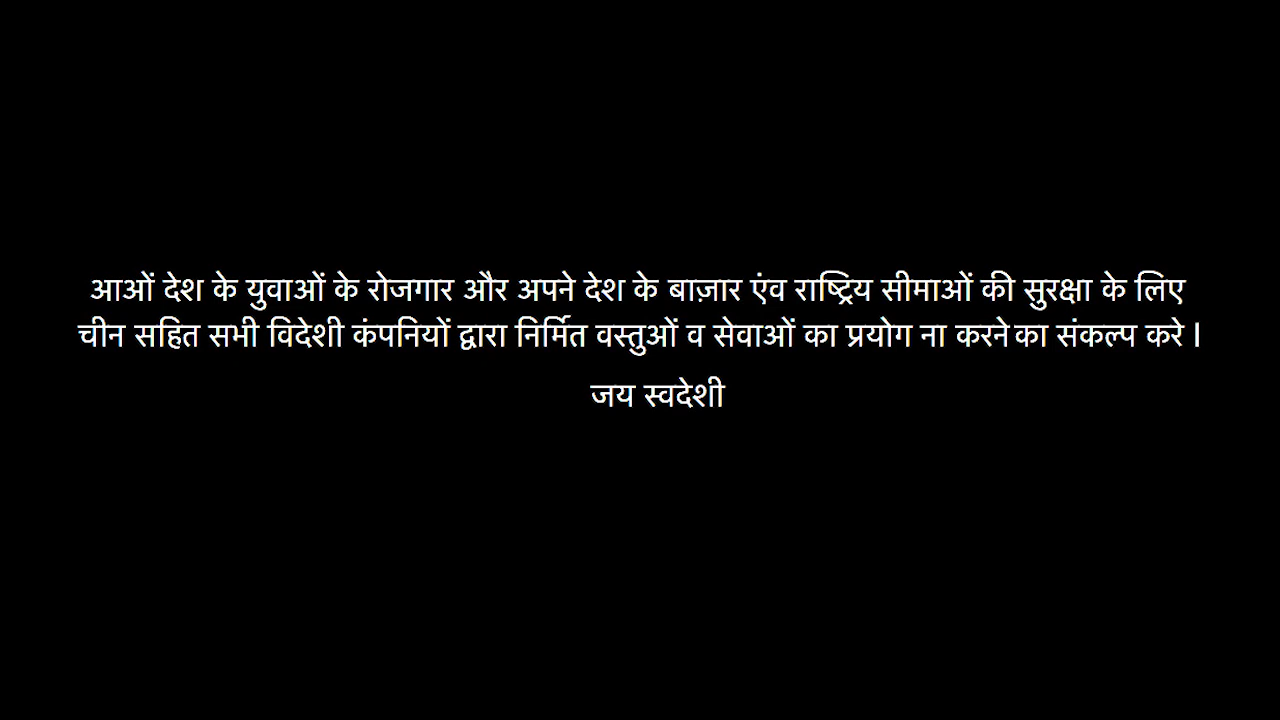 आओं देश के युवाओं के रोजगार और अपने देश के बाज़ार एंव राष्ट्रिय सीमाओं की सुरक्षा के लिए
चीन सहित सभी विदेशी कंपनियों द्वारा निर्मित वस्तुओं व सेवाओं का प्रयोग ना करने का संकल्प करे ।
जय स्वदेशी